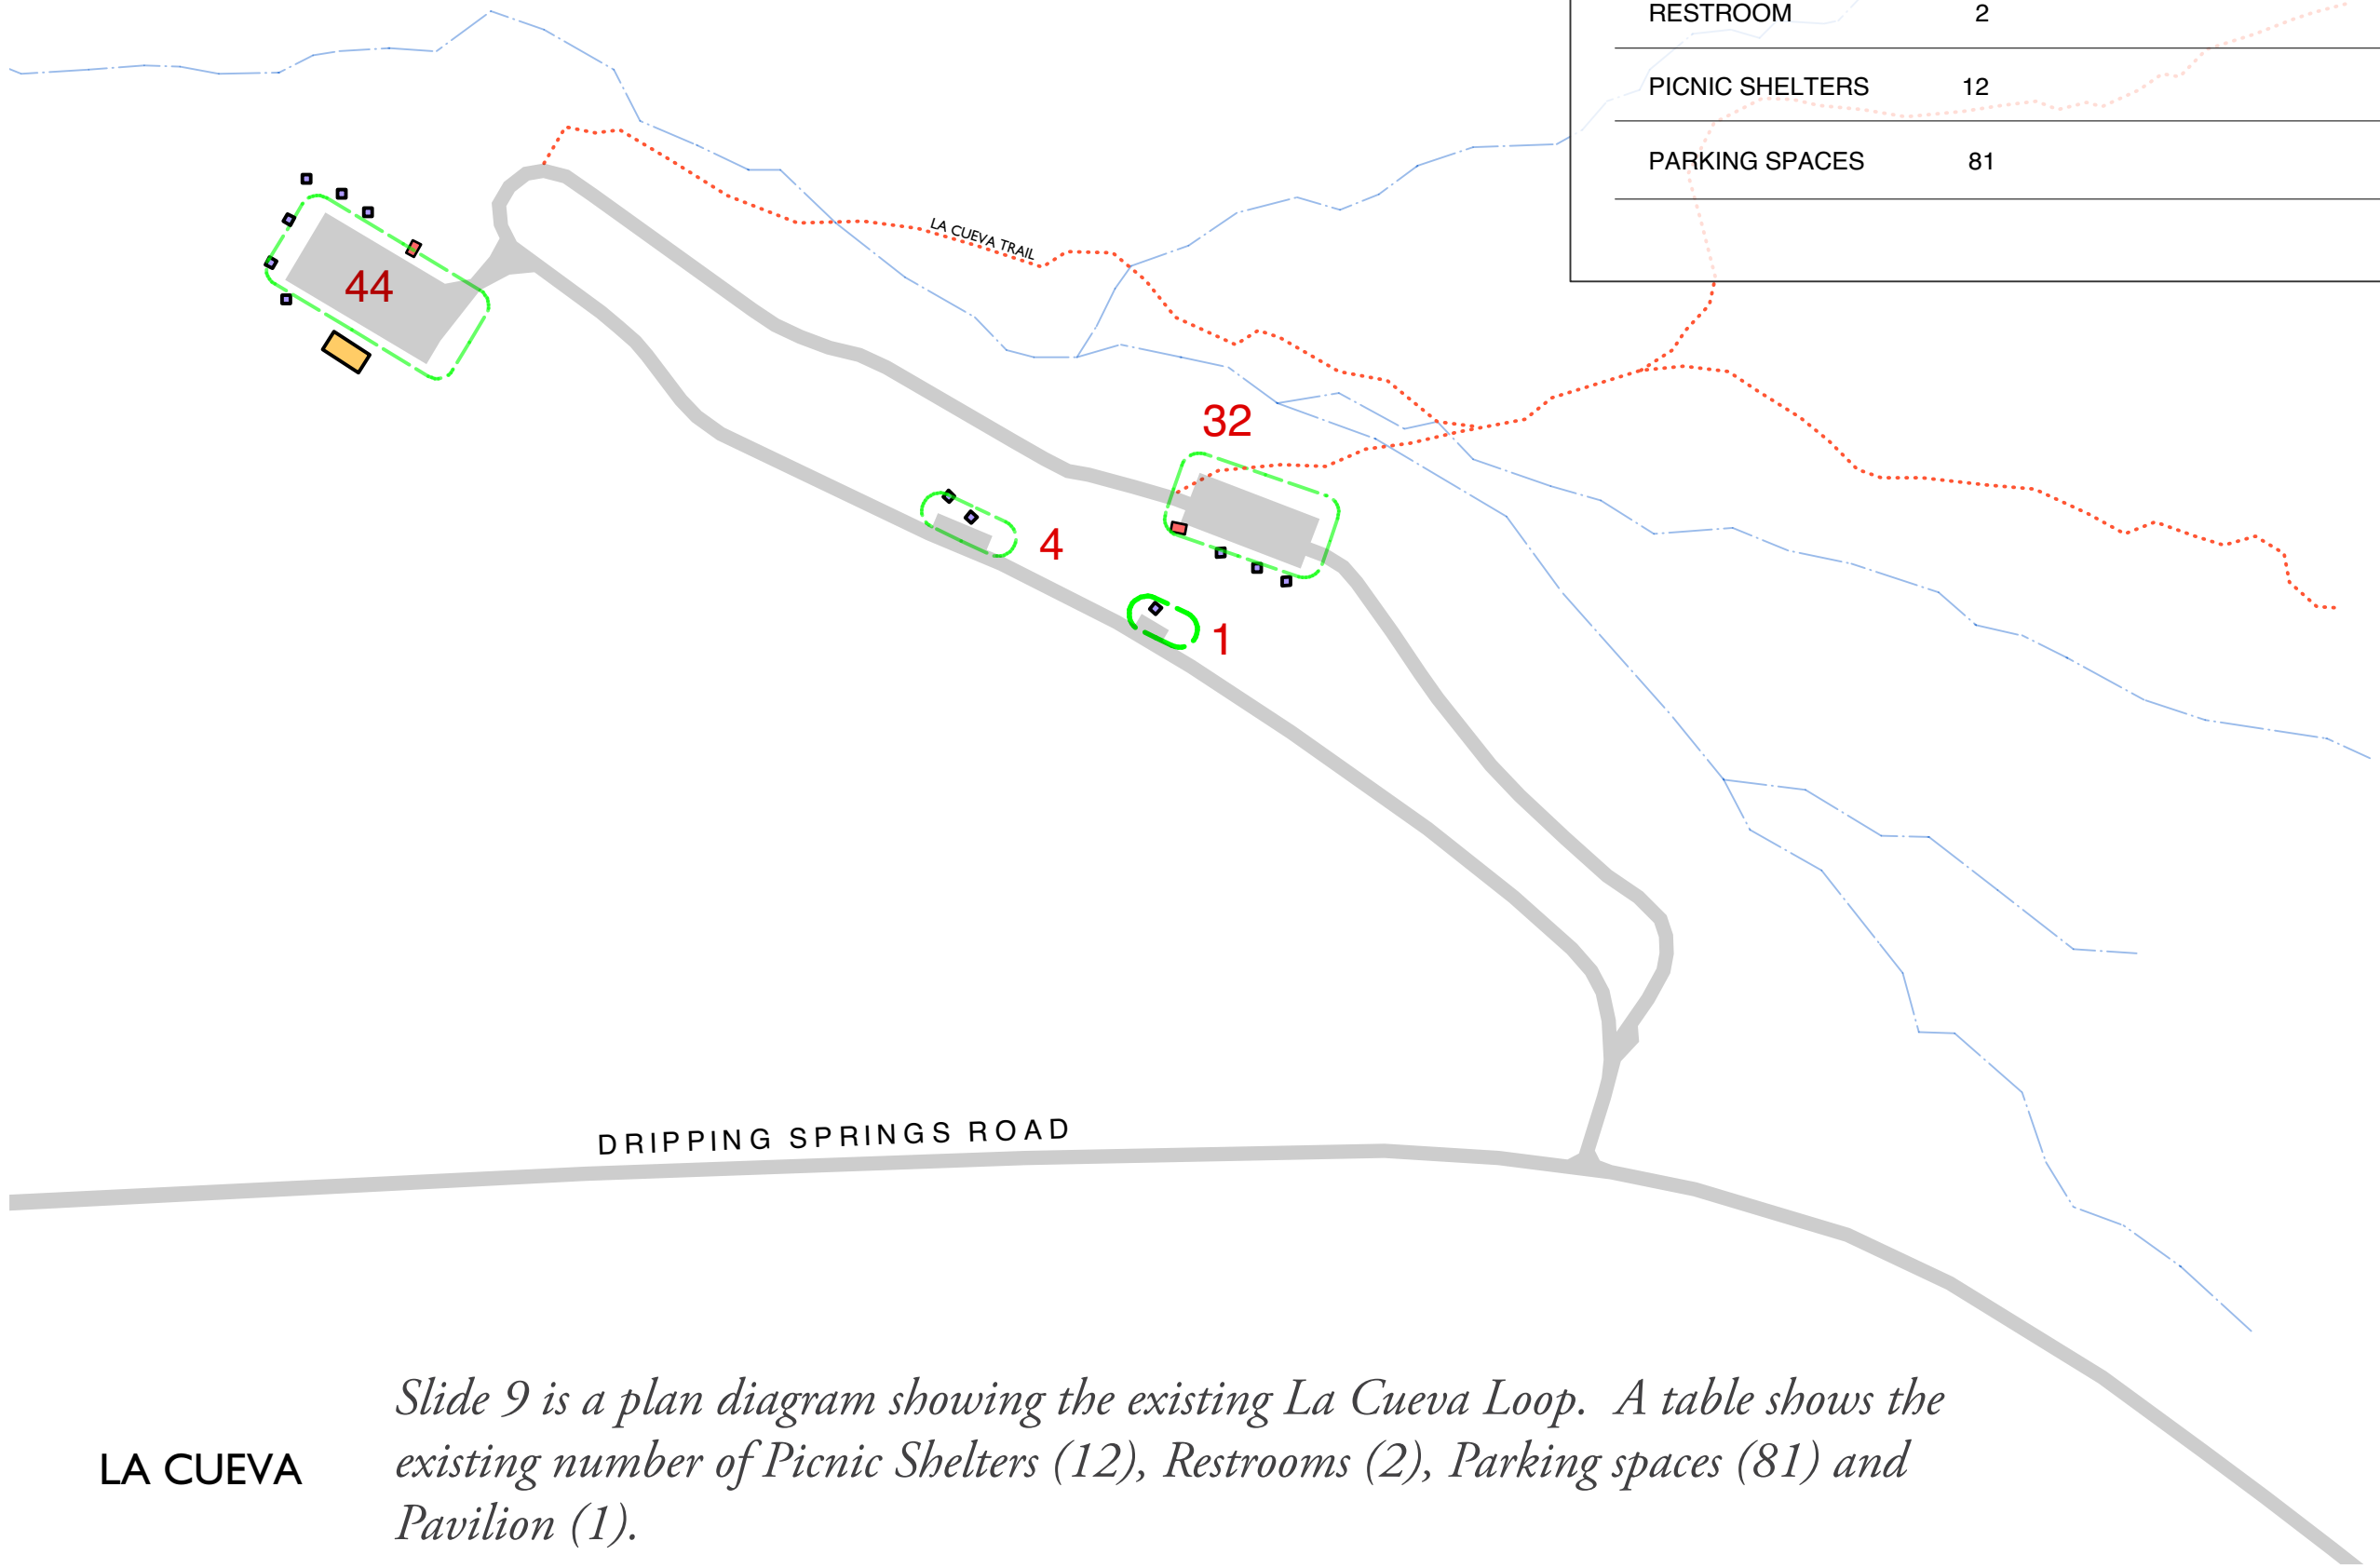 RESTROOM 2
PICNIC SHELTERS 12
PARKING SPACES 81
LA CUEVA TRAIL
44
32
4
1
DRIPPING SPRINGS ROAD
LA CUEVA
Slide 9 is a plan diagram showing the existing La Cueva Loop. A table shows the
existing number of Picnic Shelters (12), Restrooms (2), Parking spaces (81) and
Pavilion (1).